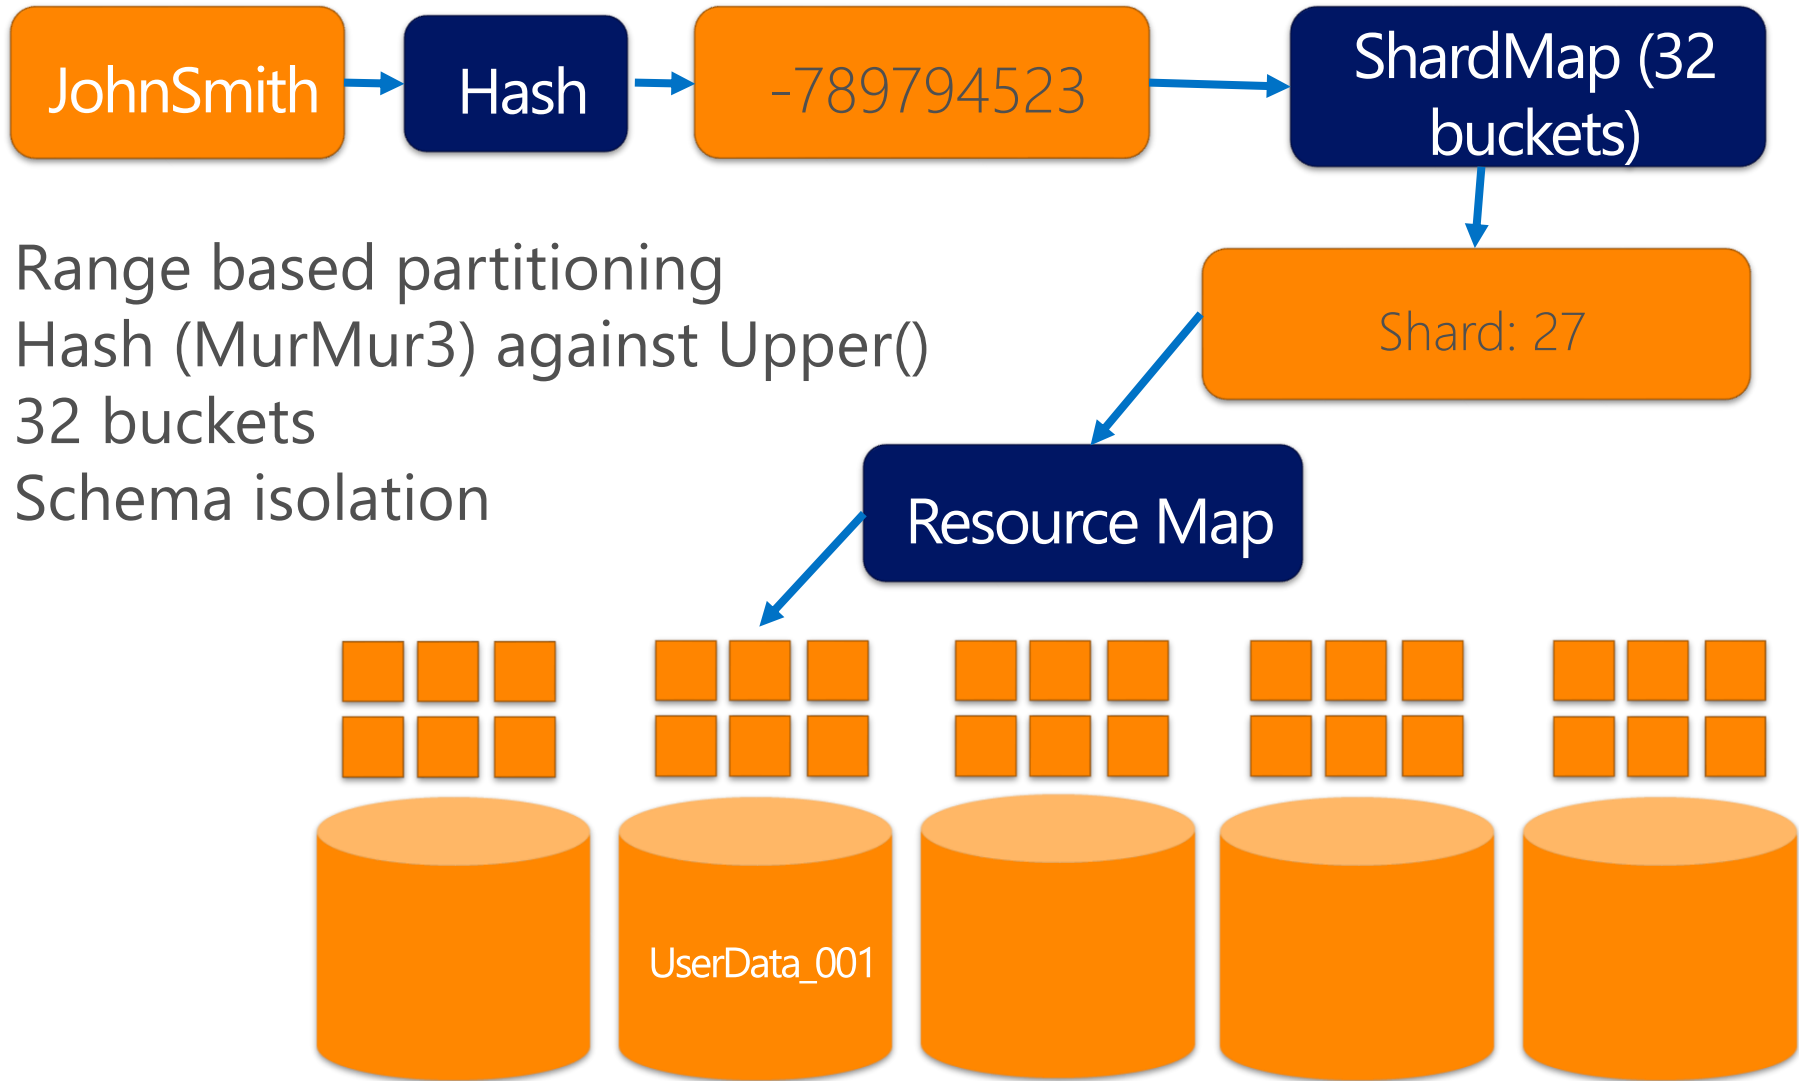 JohnSmith
Hash
-789794523
ShardMap (32
buckets)
Range based partitioning
Hash (MurMur3) against Upper()
32 buckets
Schema isolation
Shard: 27
Resource Map
UserData_001